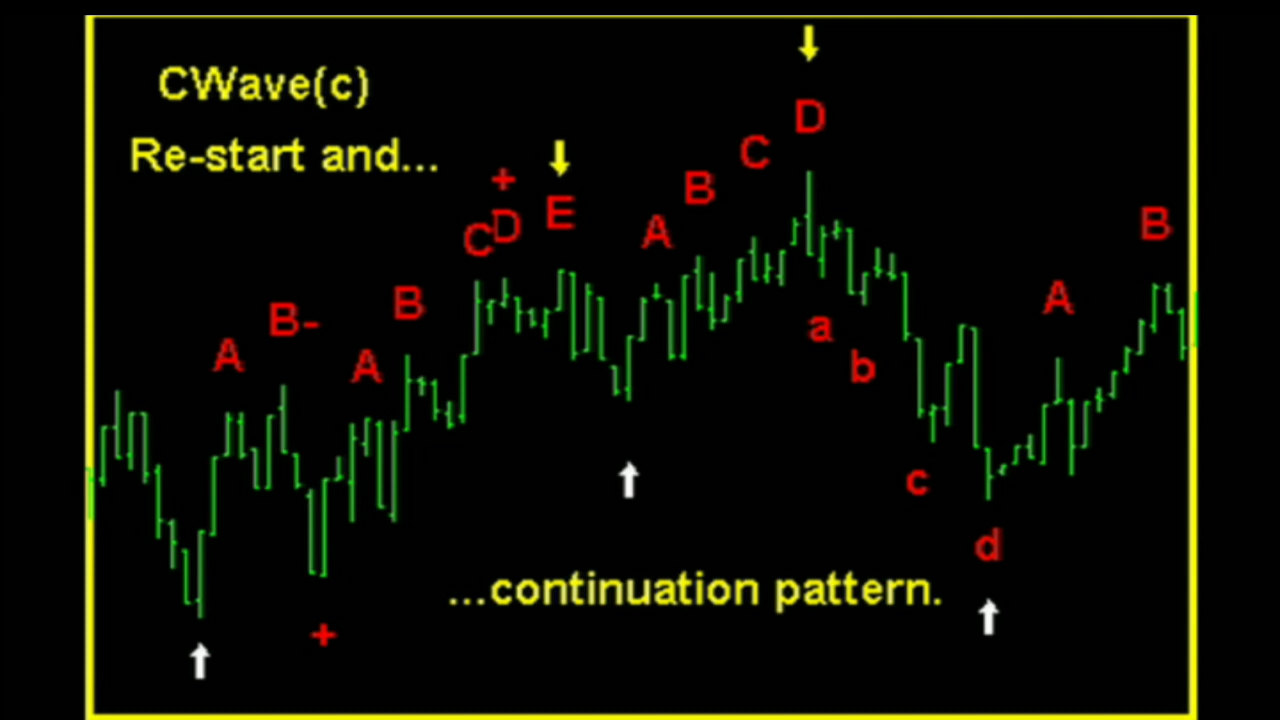 CWave(c)
Re-start and...
D
C
+
B
E
B
D
C
A
B
A
B-
a
A
A
b
c
d
...continuation pattern.
+